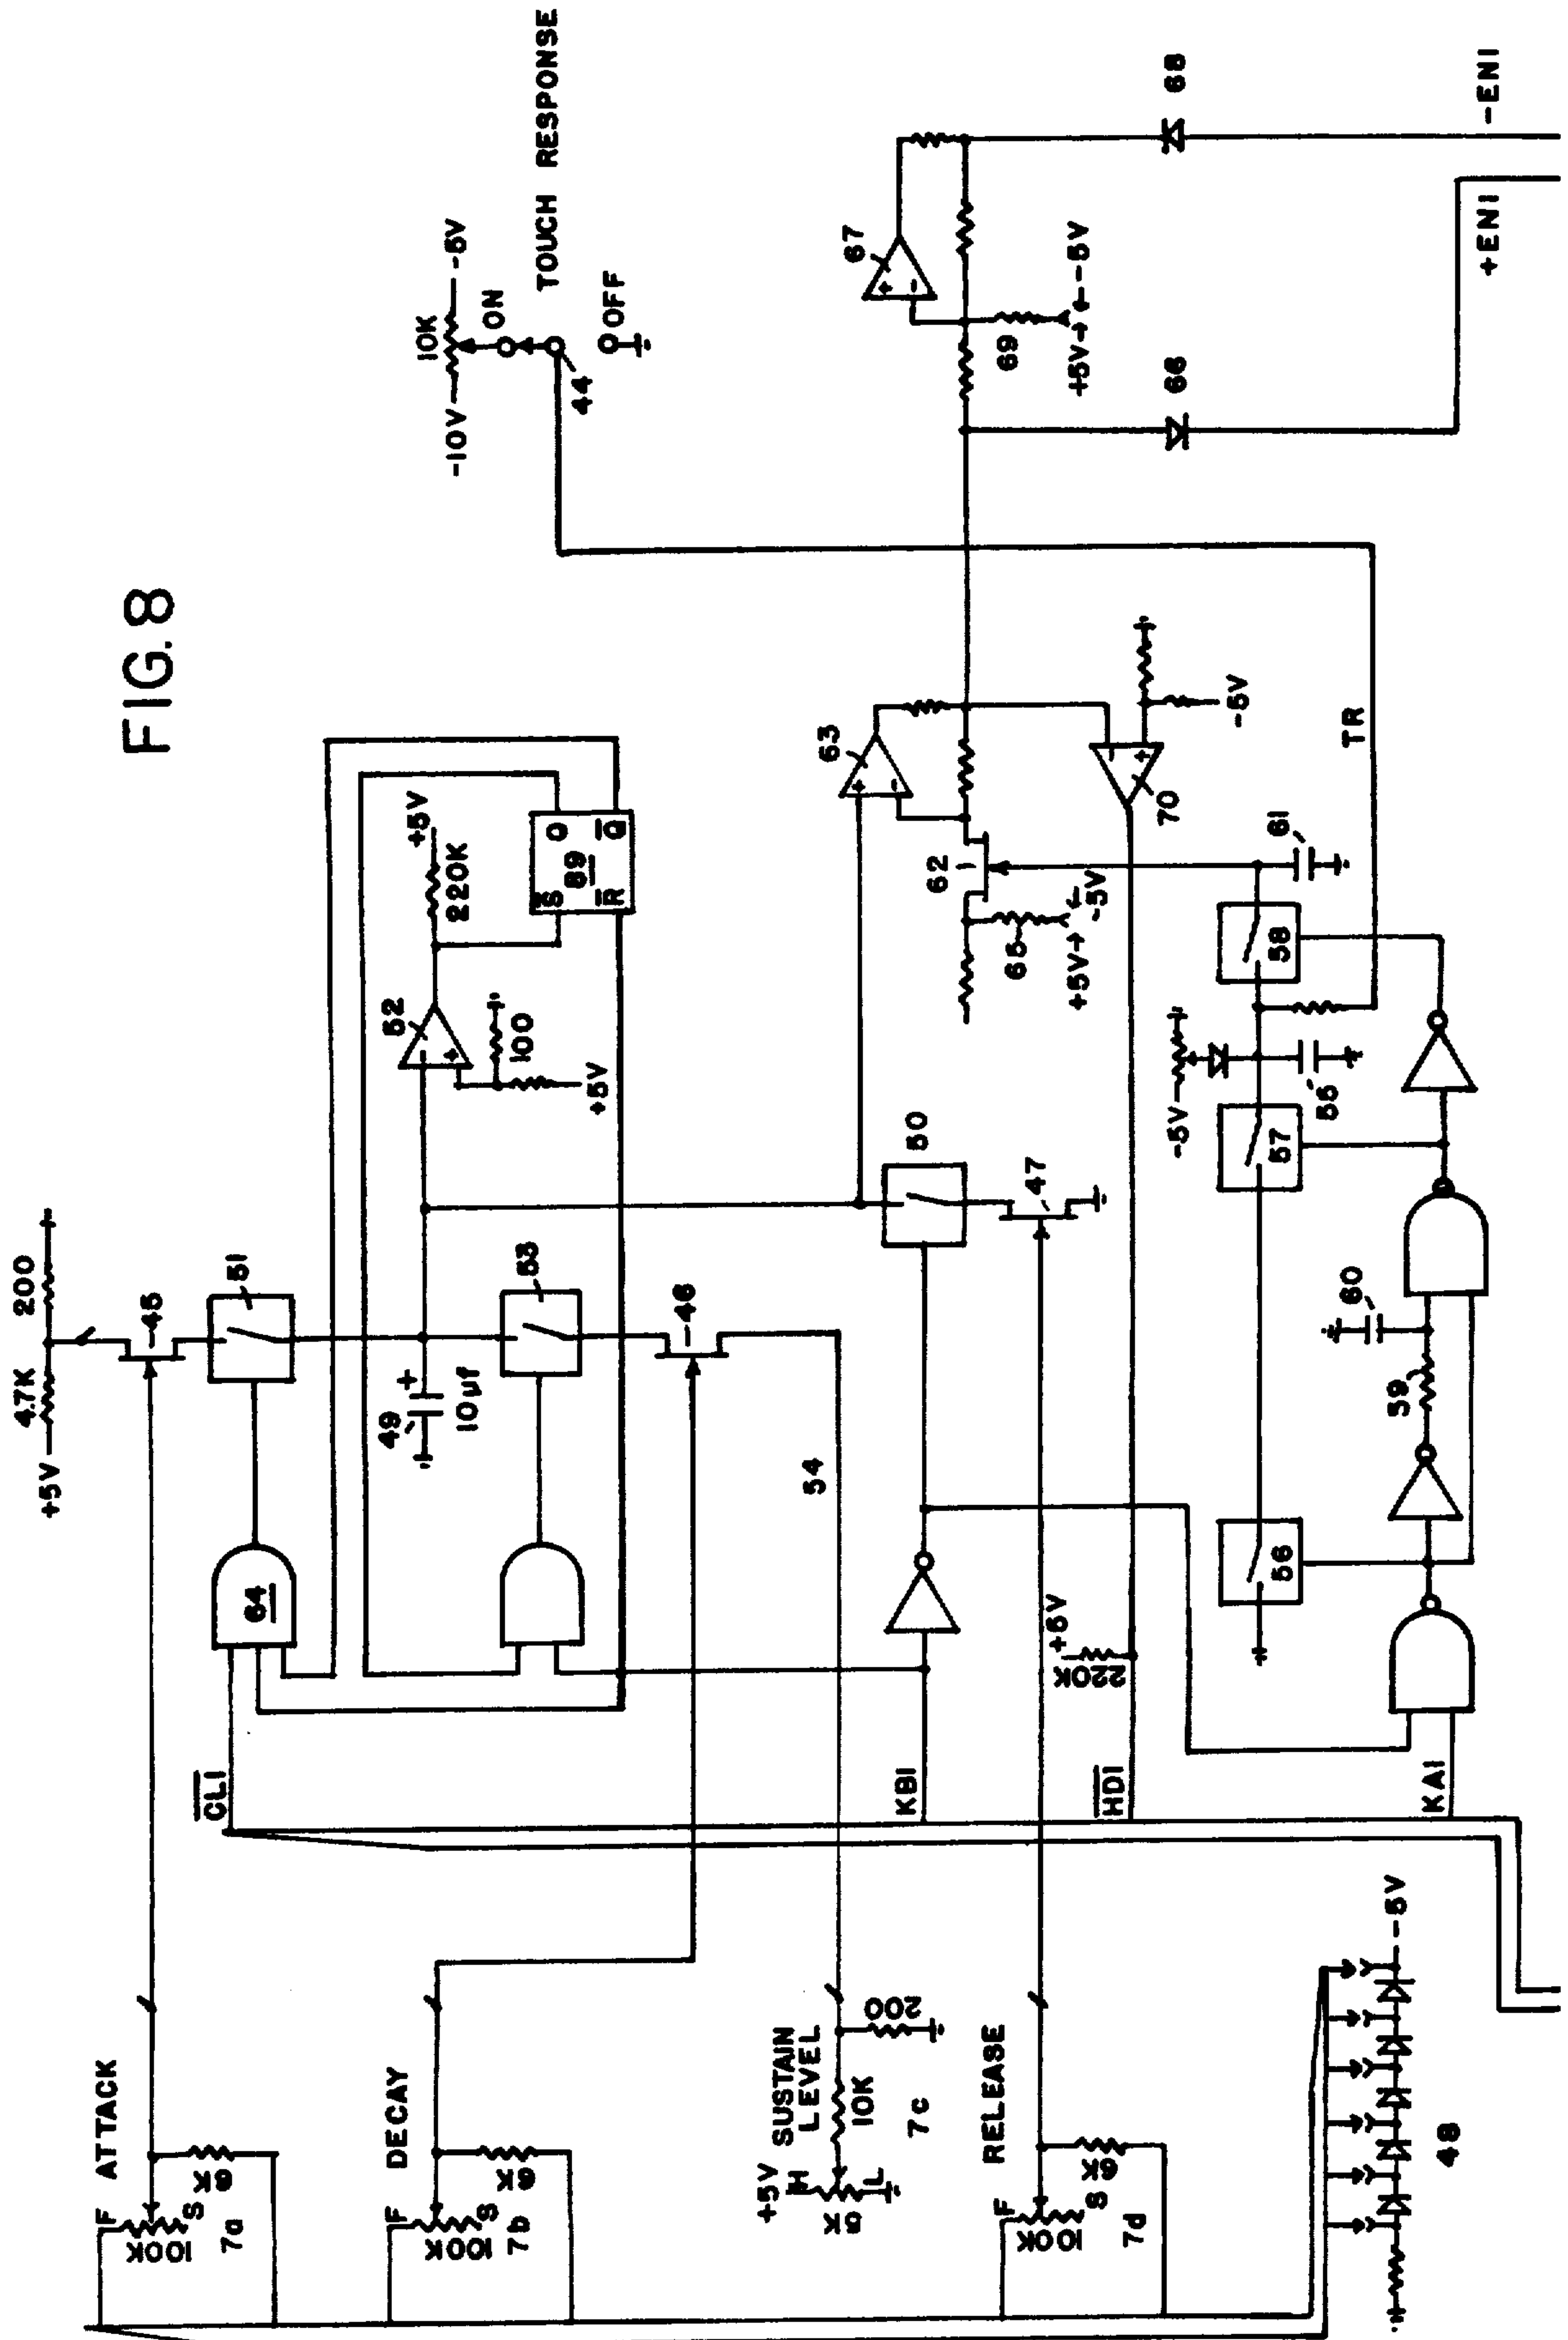 FIG. 8
+5V
4.7K
200
45
51
ATTACK
F
S
100K
6K
7a
CL1
64
49
+
10 µf
53
46
52
-
+
100
+5V
+5V
220K
S
Q
R
Q
89
-10V
10K
-5V
ON
TOUCH RESPONSE
44
OFF
DECAY
F
S
100K
6K
7b
54
SUSTAIN
LEVEL
+5V
H
L
5K
10K
200
7c
KB1
50
47
63
+
-
62
65
+5V
-5V
67
+
-
69
+5V
-5V
66
68
+EN1
-EN1
RELEASE
F
S
100K
6K
7d
HD1
220K
70
-
+
-5V
TR
KA1
56
59
60
57
-5V
55
58
61
48
-5V